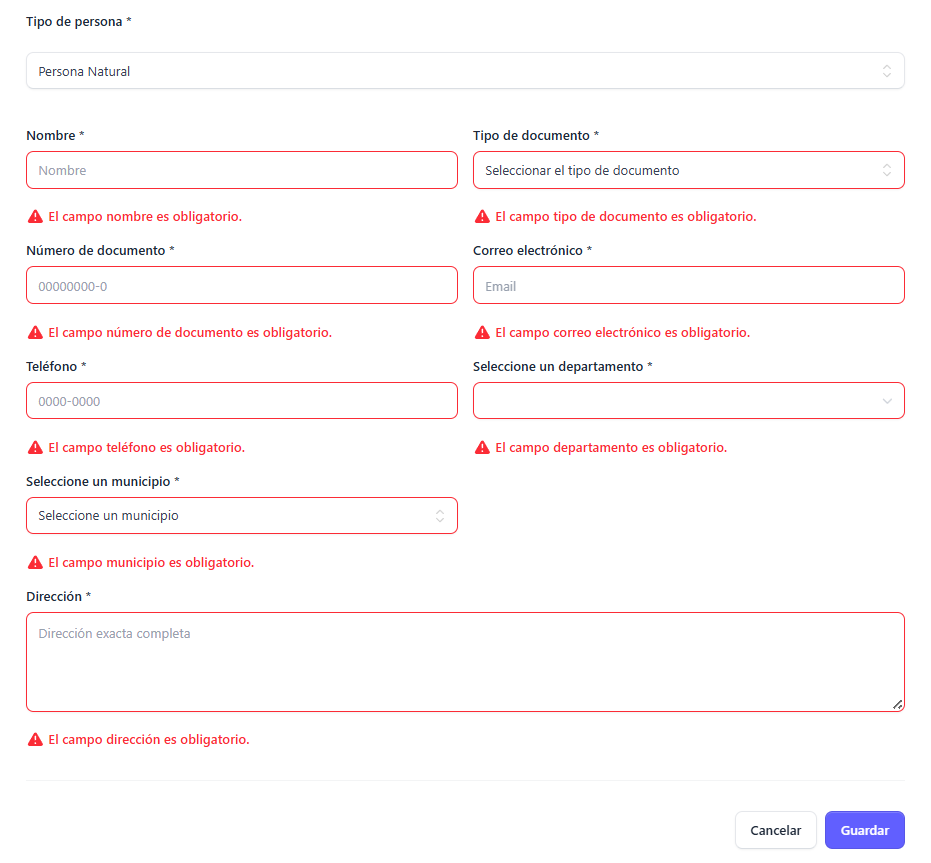 Tipo de persona *
Persona Natural
Nombre *
Tipo de documento *
Nombre
Seleccionar el tipo de documento
El campo nombre es obligatorio.
El campo tipo de documento es obligatorio.
Número de documento *
Correo electrónico *
00000000-0
Email
El campo número de documento es obligatorio.
El campo correo electrónico es obligatorio.
Teléfono *
Seleccione un departamento *
0000-0000
El campo teléfono es obligatorio.
El campo departamento es obligatorio.
Seleccione un municipio *
Seleccione un municipio
El campo municipio es obligatorio.
Dirección *
Dirección exacta completa
El campo dirección es obligatorio.
Cancelar
Guardar